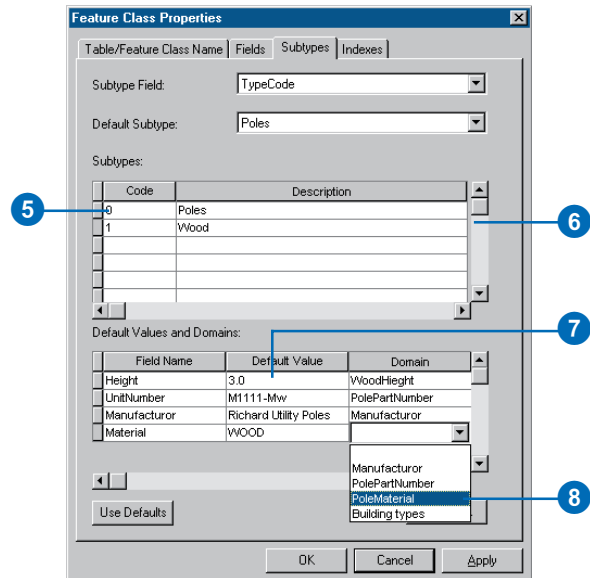 Feature Class Properties
Table/Feature Class Name Fields Subtypes Indexes
Subtype Field: TypeCode
Default Subtype: Poles
Subtypes:
Code Description
5 0 Poles
6
1 Wood
Default Values and Domains:
7
Field Name Default Value Domain
Height 3.0 WoodHieght
UnitNumber M1111-Mw PolePartNumber
Manufacturor Richard Utility Poles Manufacturor
Material WOOD
Manufacturor
PolePartNumber
PoleMaterial 8
Building types
Use Defaults
OK Cancel Apply